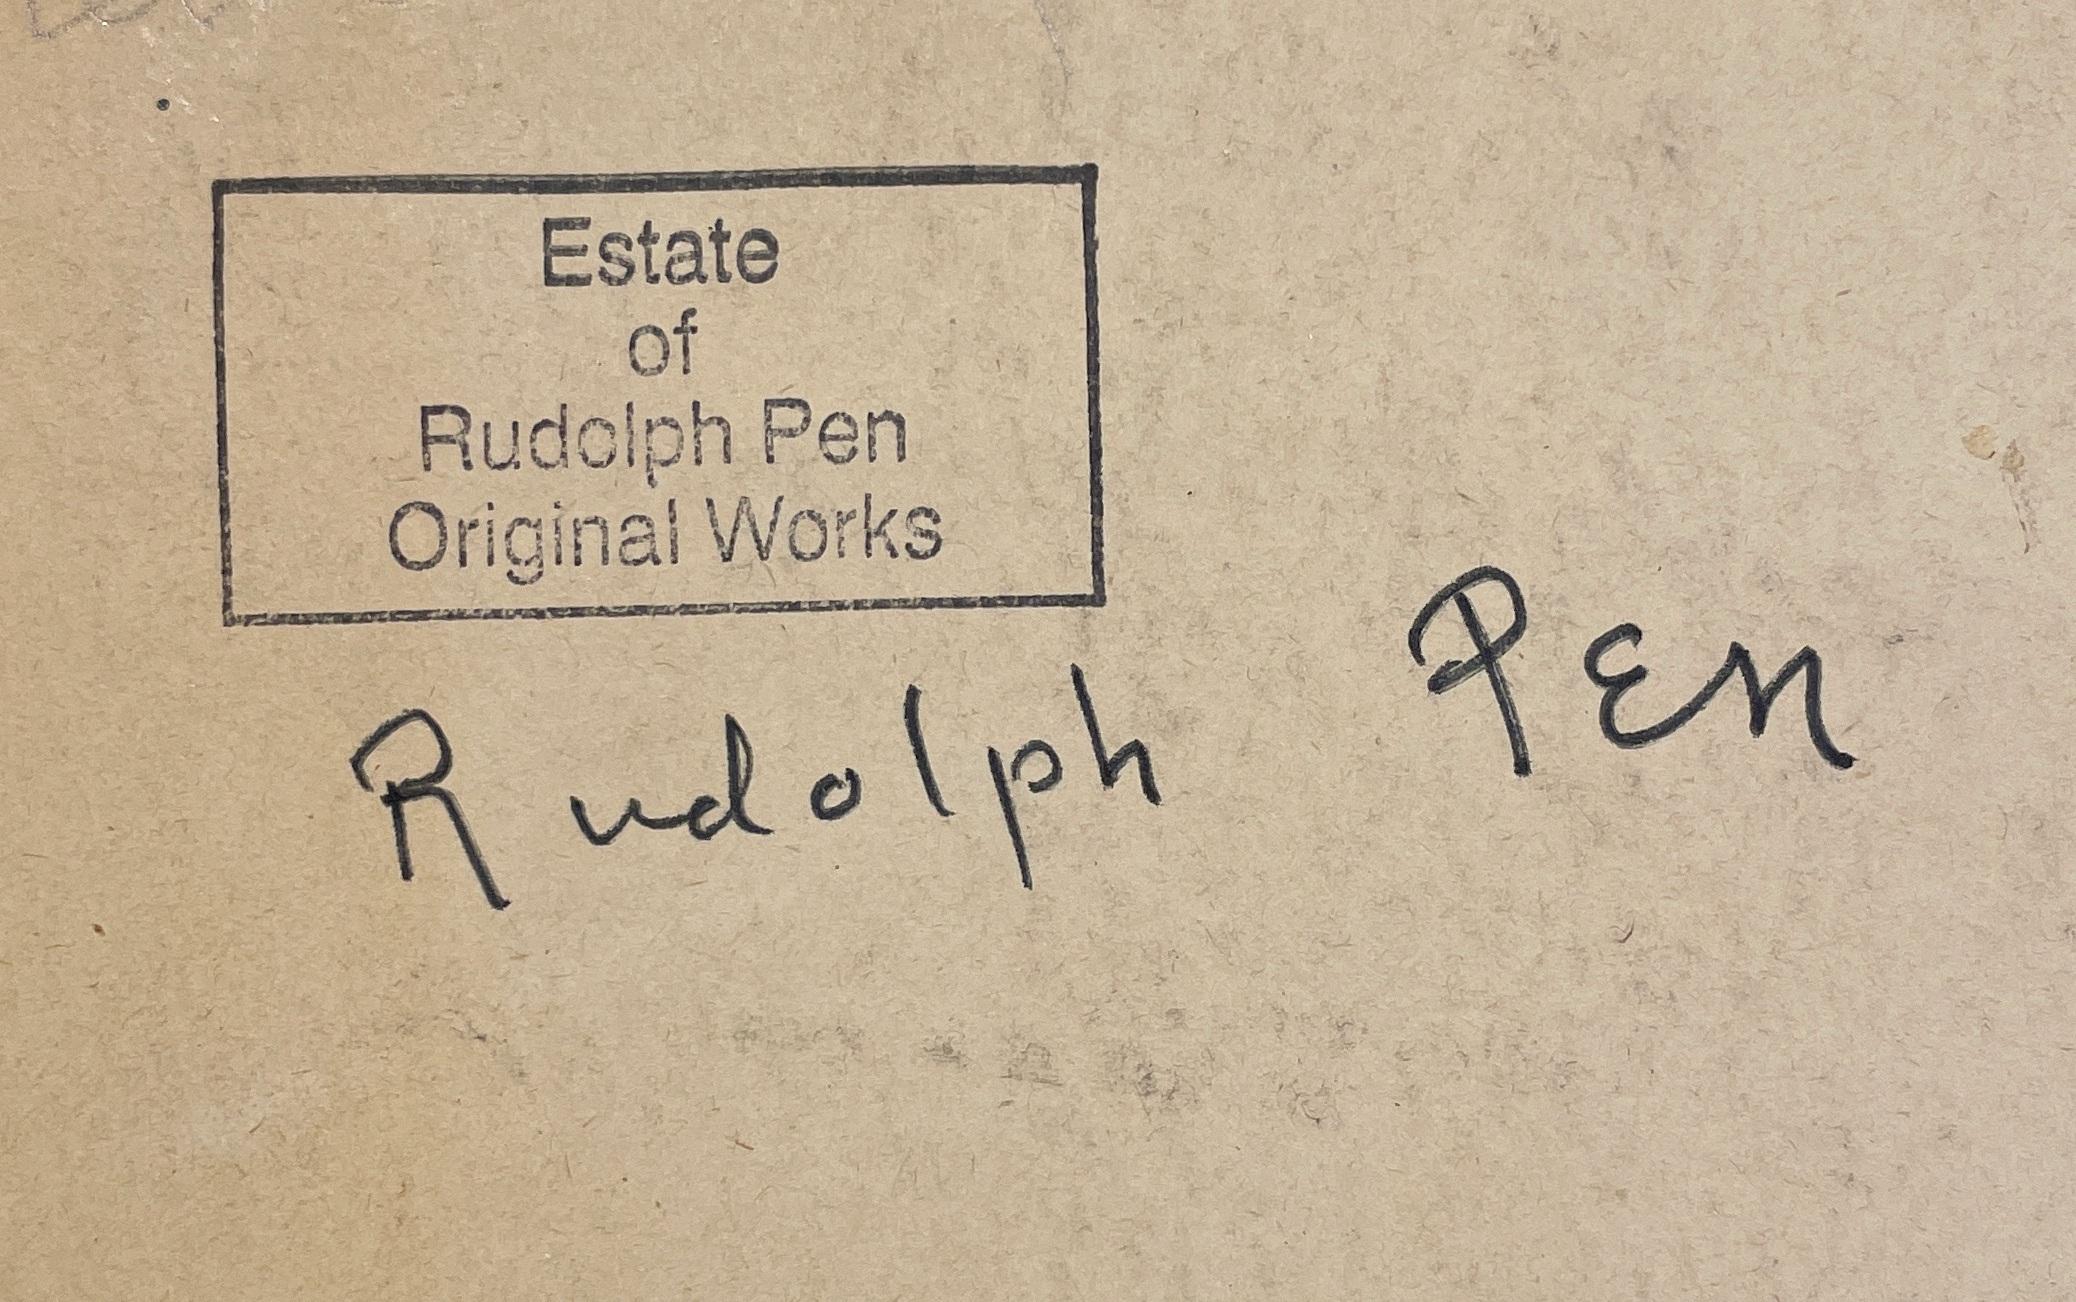 Estate
of
Rudolph Pen
Original Works
Rudolph Pen